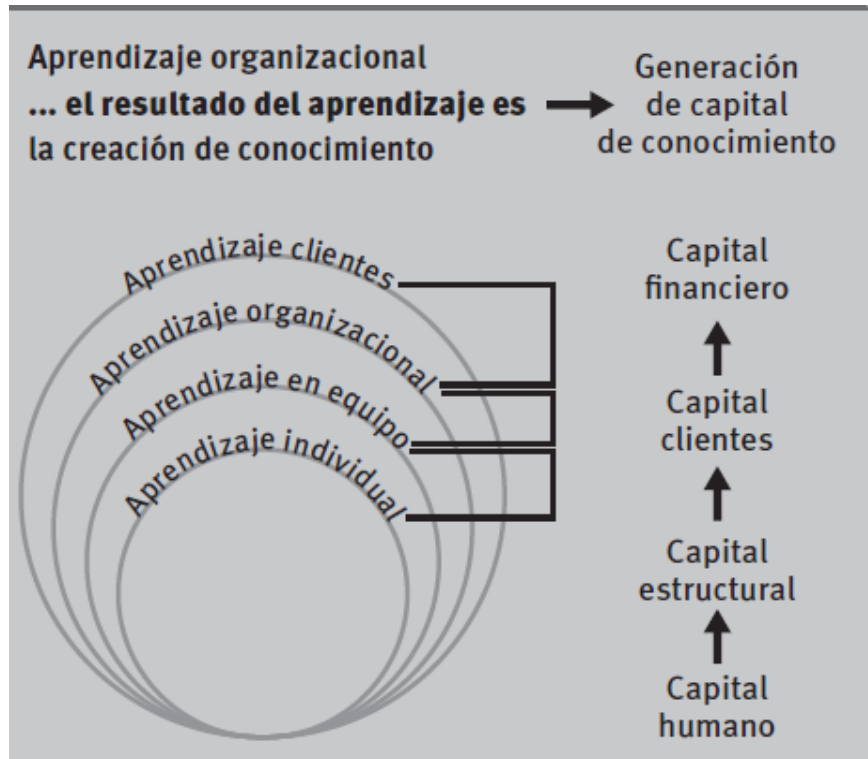 Aprendizaje organizacional
... el resultado del aprendizaje es
la creación de conocimiento
Generación
de capital
de conocimiento
Aprendizaje clientes
Aprendizaje organizacional
Aprendizaje en equipo
Aprendizaje individual
Capital
financiero
Capital
clientes
Capital
estructural
Capital
humano